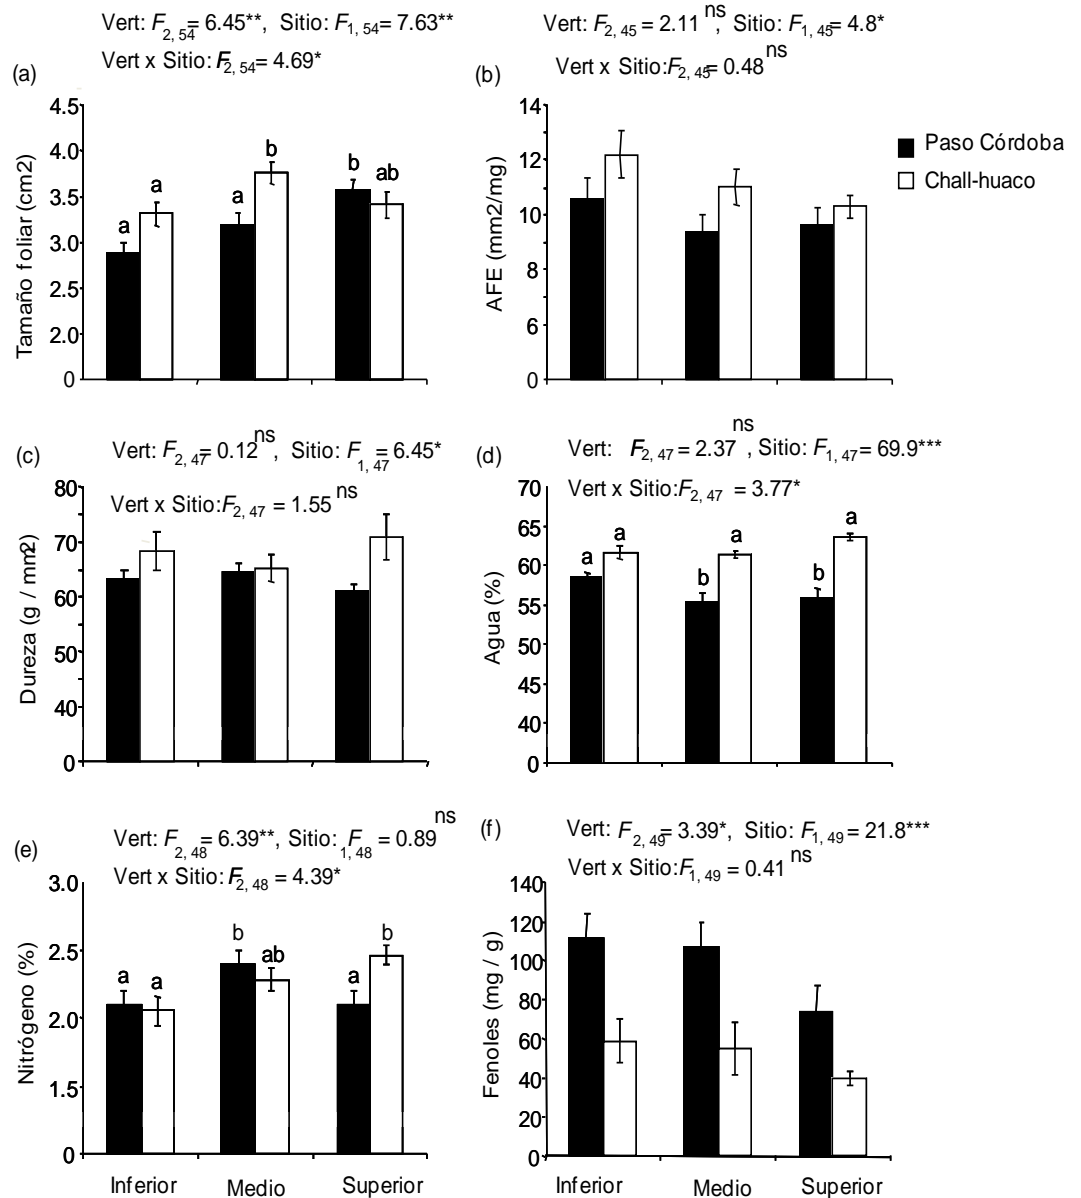 Vert: F2, 54= 6.45**, Sitio: F1, 54= 7.63**
Vert x Sitio: F2, 54= 4.69*
(a)
4.5
4.0
3.5
3.0
2.5
2.0
0
Tamaño foliar (cm2)
a
a
a
b
b
ab
Vert: F2, 45 = 2.11 ns, Sitio: F1, 45= 4.8*
Vert x Sitio:F2, 45= 0.48 ns
(b)
14
12
10
8
6
0
AFE (mm2/mg)
Paso Córdoba
Chall-huaco
(c)
Vert: F2, 47= 0.12 ns, Sitio: F1, 47= 6.45*
Vert x Sitio:F2, 47 = 1.55 ns
80
70
60
50
40
0
Dureza (g / mm2)
(d)
Vert: F2, 47 = 2.37 ns, Sitio: F1, 47= 69.9***
Vert x Sitio:F2, 47 = 3.77*
70
65
60
55
50
45
40
0
Agua (%)
a
a
b
a
b
a
(e)
Vert: F2, 48 = 6.39**, Sitio: F1, 48 = 0.89 ns
Vert x Sitio: F2, 48 = 4.39*
3.0
2.5
2.0
1.5
0
Nitrógeno (%)
a
a
b
ab
a
b
Inferior
Medio
Superior
(f)
Vert: F2, 49= 3.39*, Sitio: F1, 49 = 21.8***
Vert x Sitio:F1, 49 = 0.41 ns
140
120
100
80
60
40
20
0
Fenoles (mg / g)
Inferior
Medio
Superior